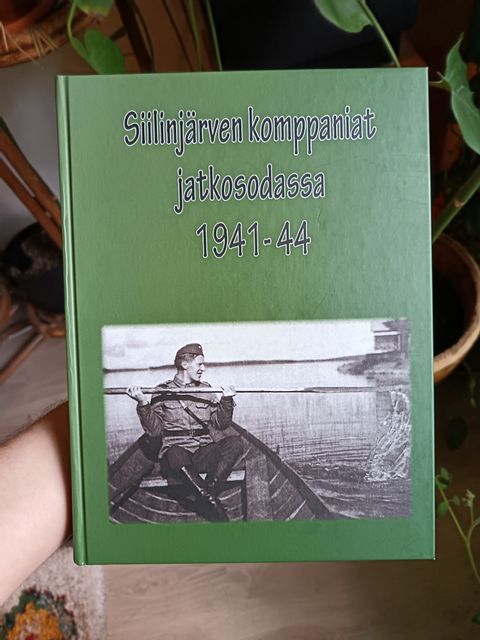 Siilinjärven komppaniat
jatkosodassa
1941-44